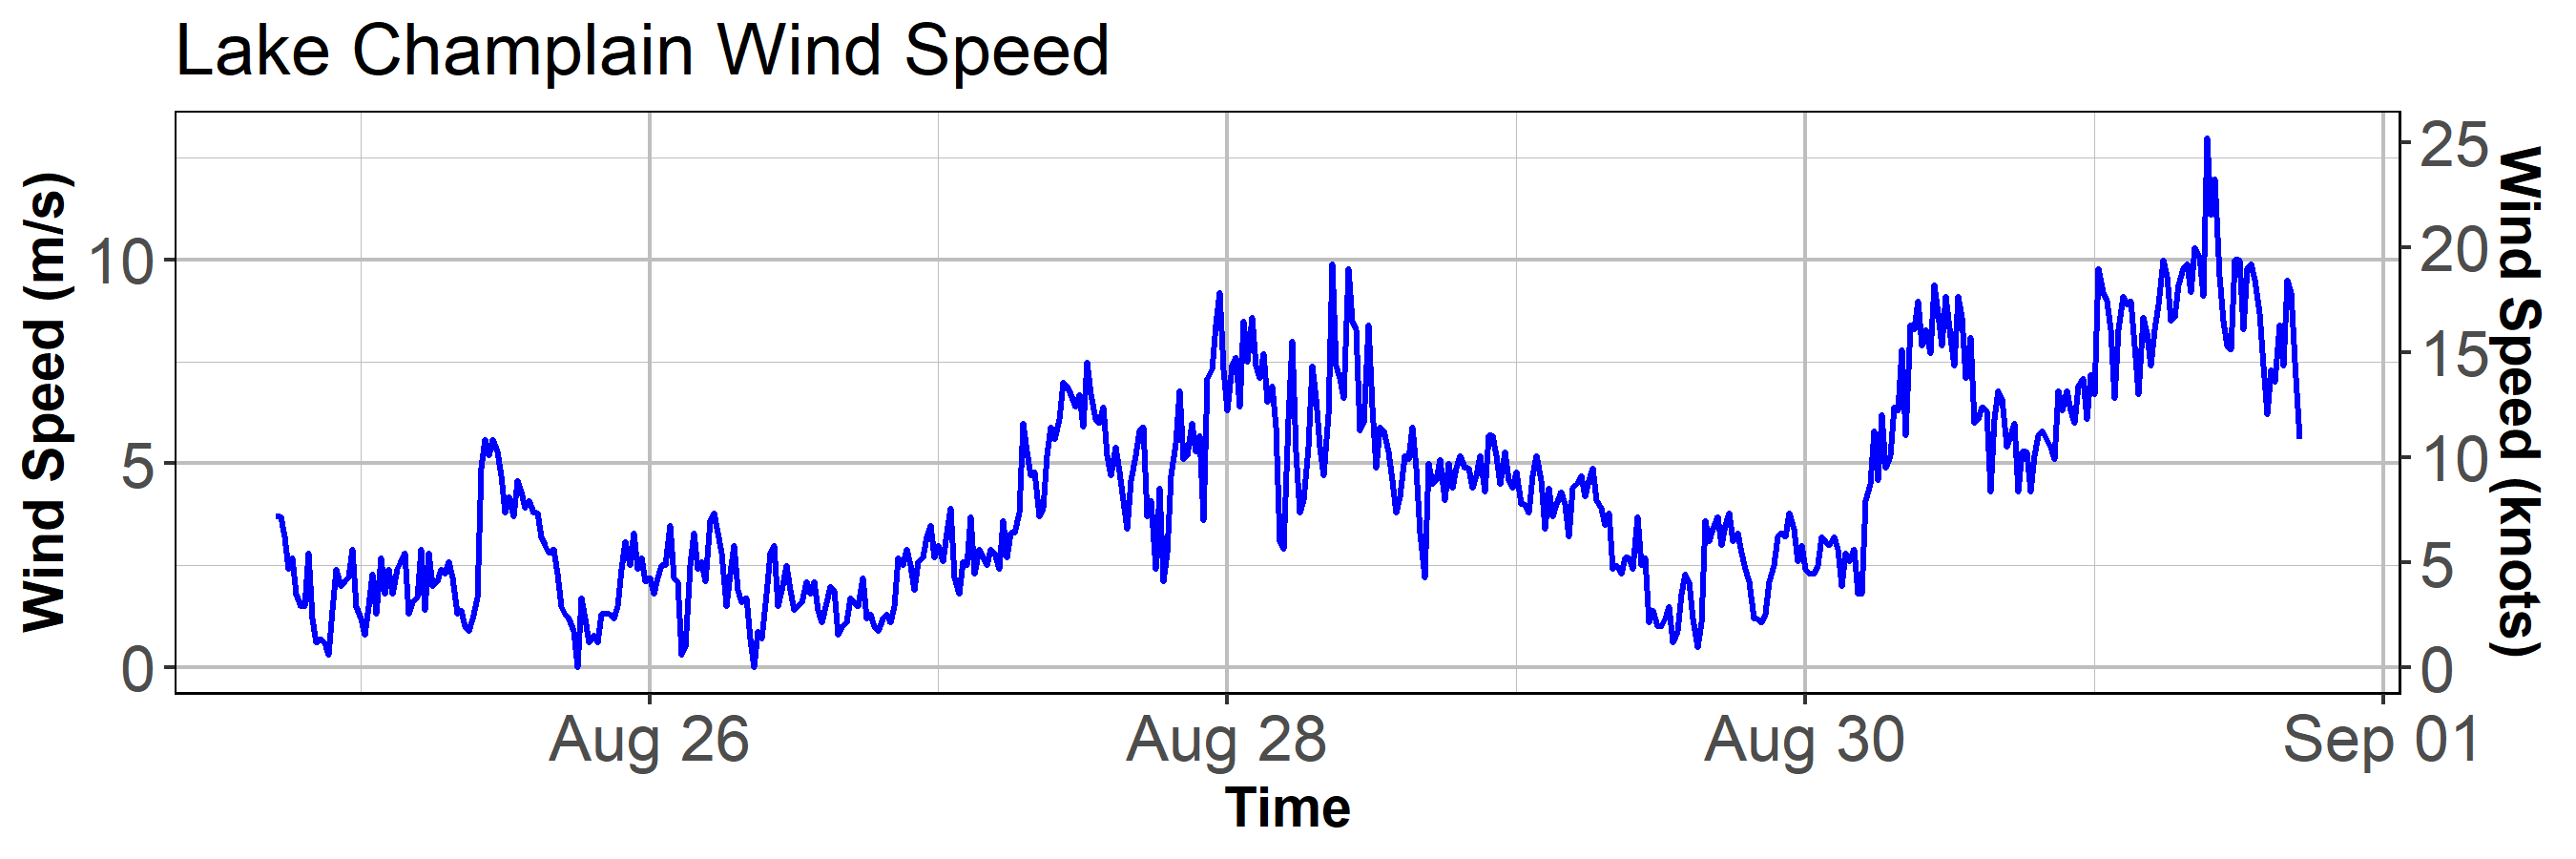 Lake Champlain Wind Speed
Wind Speed (m/s)
10
5
0
25
20
15
10
5
0
Wind Speed (knots)
Aug 26
Aug 28
Aug 30
Sep 01
Time